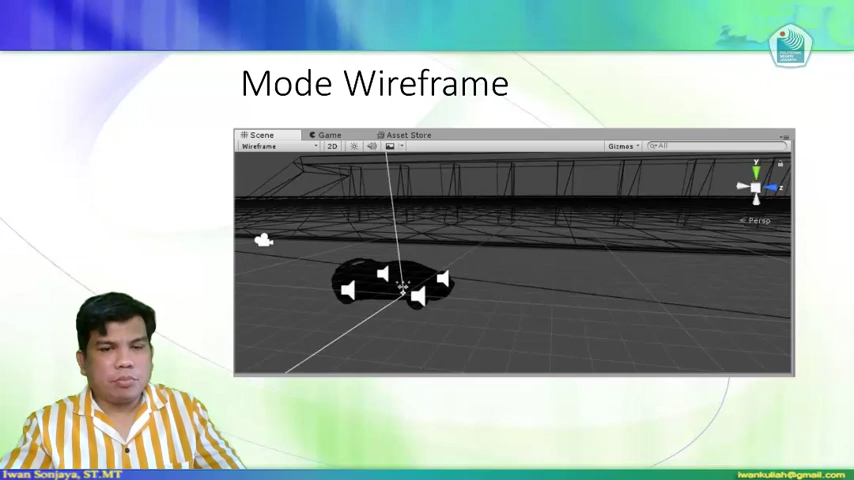 Mode Wireframe
Scene Game Asset Store
Wireframe 2D Gizmos All
y
z
Persp
Iwan Sonjaya, ST.MT iwankuliah@gmail.com